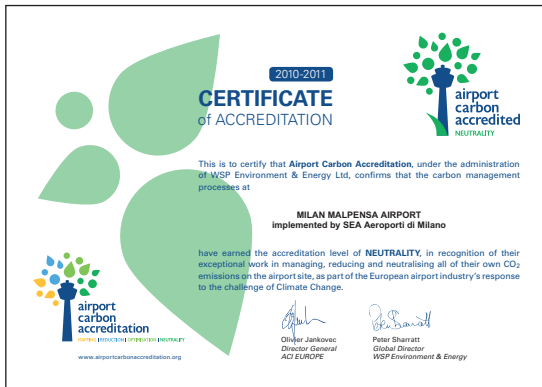 2010-2011
CERTIFICATE
of ACCREDITATION
airport
carbon
accredited
NEUTRALITY
This is to certify that Airport Carbon Accreditation, under the administration
of WSP Environment & Energy Ltd, confirms that the carbon management
processes at
MILAN MALPENSA AIRPORT
implemented by SEA Aeroporti di Milano
have earned the accreditation level of NEUTRALITY, in recognition of their
exceptional work in managing, reducing and neutralising all of their own CO₂
emissions on the airport site, as part of the European airport industry's response
to the challenge of Climate Change.
airport
carbon
accreditation
MAPPING | REDUCTION | OPTIMISATION | NEUTRALITY
www.airportcarbonaccreditation.org
Olivier Jankovec
Director General
ACI EUROPE
Peter Sharratt
Global Director
WSP Environment & Energy